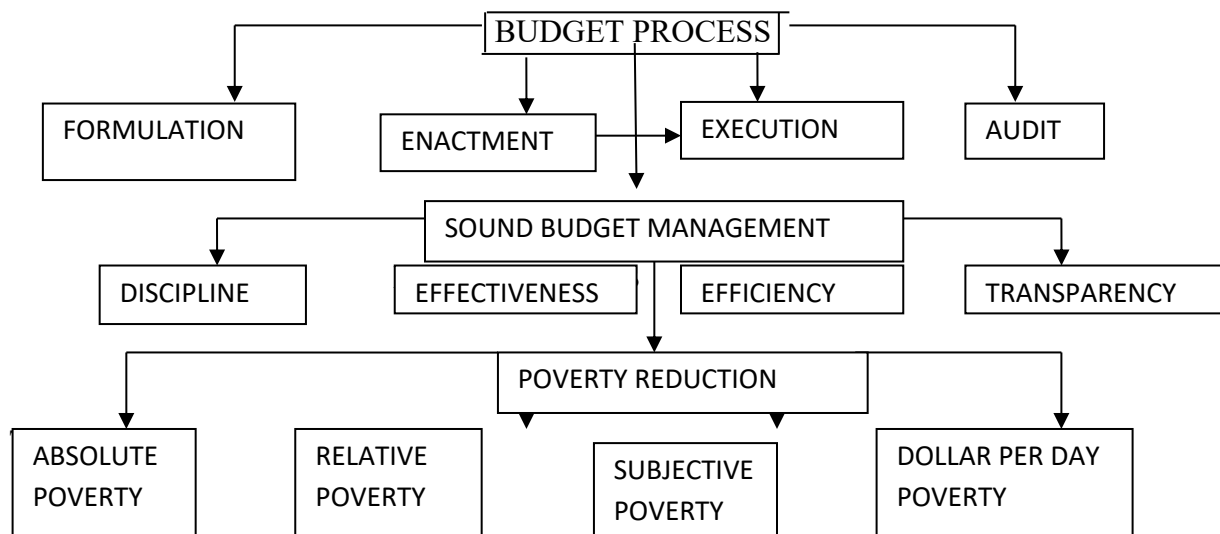 BUDGET PROCESS
FORMULATION
ENACTMENT
EXECUTION
AUDIT
SOUND BUDGET MANAGEMENT
DISCIPLINE
EFFECTIVENESS
EFFICIENCY
TRANSPARENCY
POVERTY REDUCTION
ABSOLUTE
POVERTY
RELATIVE
POVERTY
SUBJECTIVE
POVERTY
DOLLAR PER DAY
POVERTY